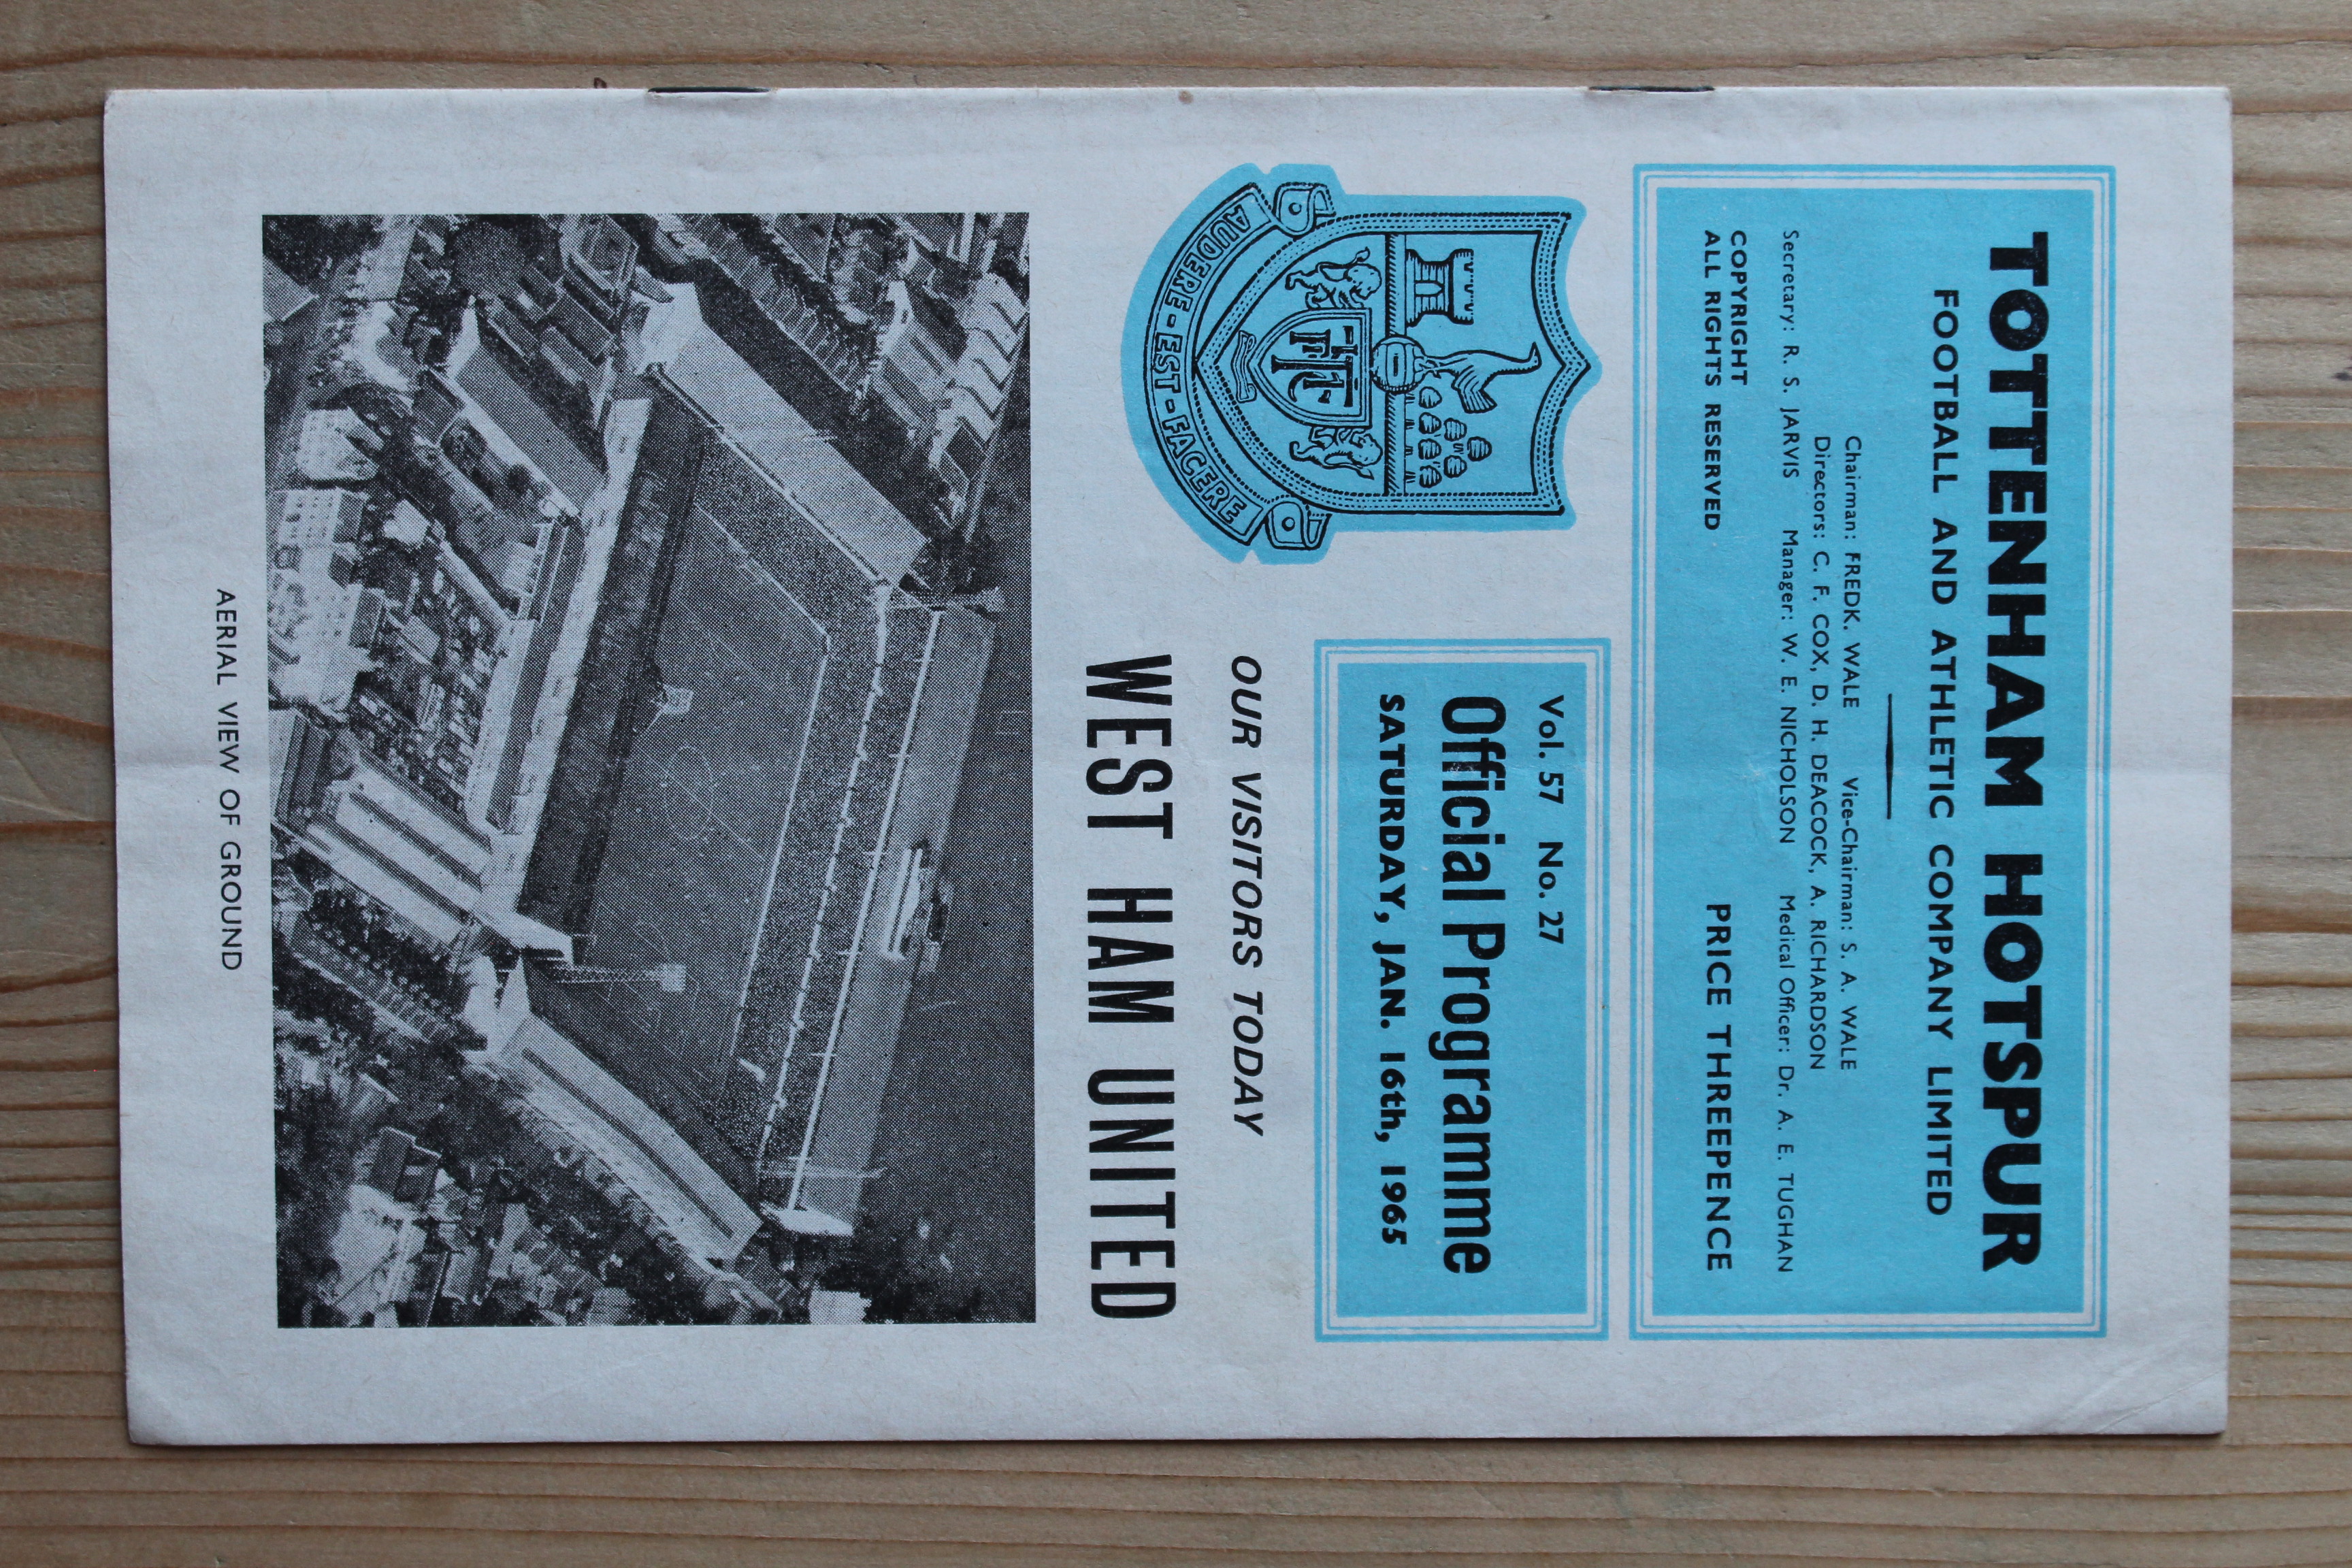 TOTTENHAM HOTSPUR
FOOTBALL AND ATHLETIC COMPANY LIMITED
Chairman: FREDK. WALE Vice-Chairman: S. A. WALE
Directors: C. F. COX, D. H. DEACOCK, A. RICHARDSON
Secretary: R. S. JARVIS Manager: W. E. NICHOLSON Medical Officer: Dr. A. E. TUGHAN
COPYRIGHT
ALL RIGHTS RESERVED PRICE THREEPENCE
AUDERE-EST-FACERE
Vol. 57 No. 27
Official Programme
SATURDAY, JAN. 16th, 1965
OUR VISITORS TODAY
WEST HAM UNITED
AERIAL VIEW OF GROUND